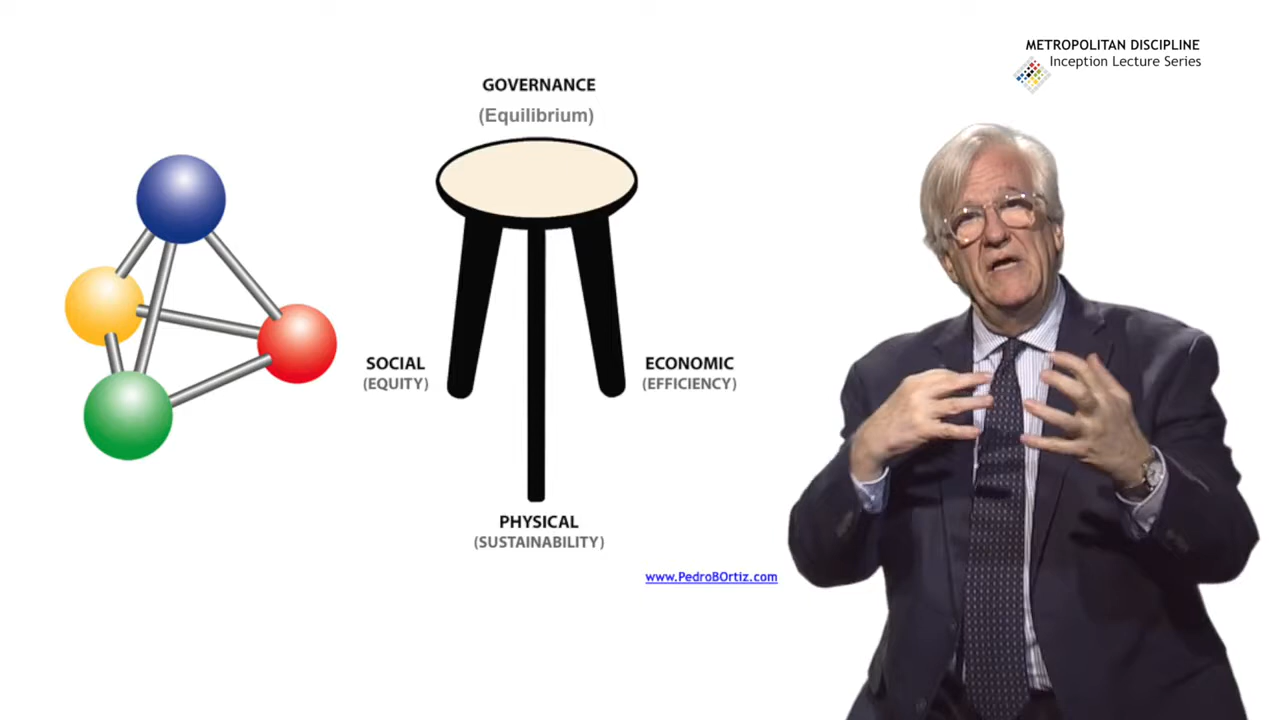 METROPOLITAN DISCIPLINE
Inception Lecture Series
GOVERNANCE
(Equilibrium)
SOCIAL
(EQUITY)
ECONOMIC
(EFFICIENCY)
PHYSICAL
(SUSTAINABILITY)
www.PedroBOrtiz.com